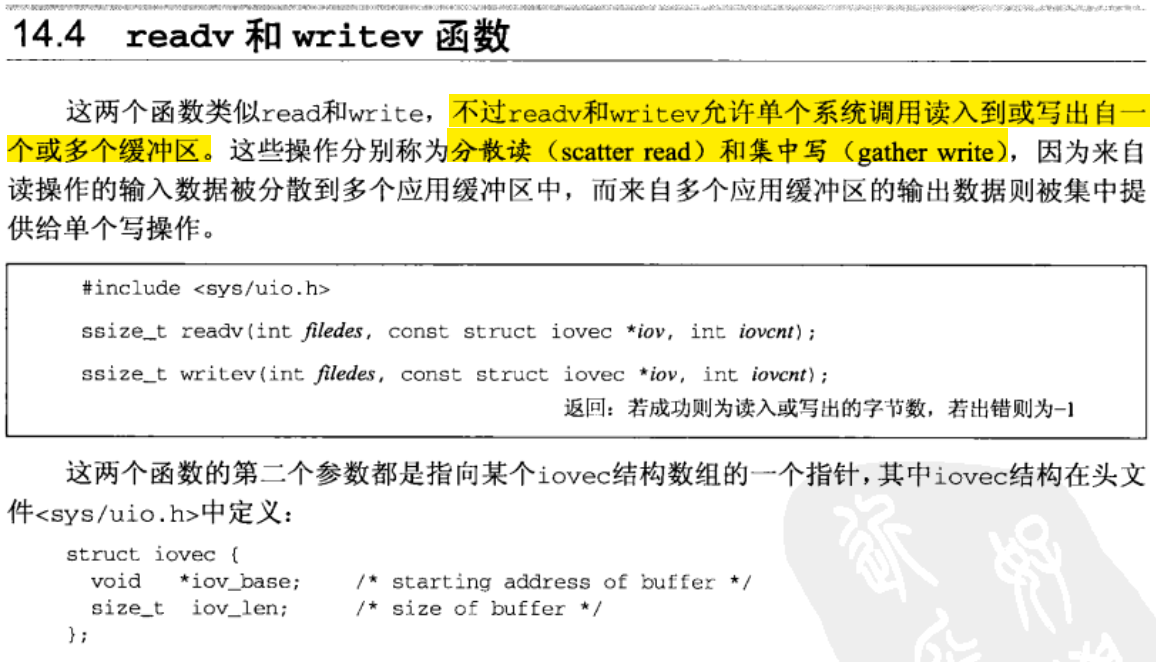 14.4 readv 和 writev 函数
这两个函数类似read和write，不过readv和writev允许单个系统调用读入到或写出自一
个或多个缓冲区。这些操作分别称为分散读（scatter read）和集中写（gather write），因为来自
读操作的输入数据被分散到多个应用缓冲区中，而来自多个应用缓冲区的输出数据则被集中提
供给单个写操作。
#include <sys/uio.h>
ssize_t readv(int filedes, const struct iovec *iov, int iovcnt);
ssize_t writev(int filedes, const struct iovec *iov, int iovcnt);
返回：若成功则为读入或写出的字节数，若出错则为-1
这两个函数的第二个参数都是指向某个iovec结构数组的一个指针，其中iovec结构在头文
件<sys/uio.h>中定义：
struct iovec {
void *iov_base; /* starting address of buffer */
size_t iov_len; /* size of buffer */
};